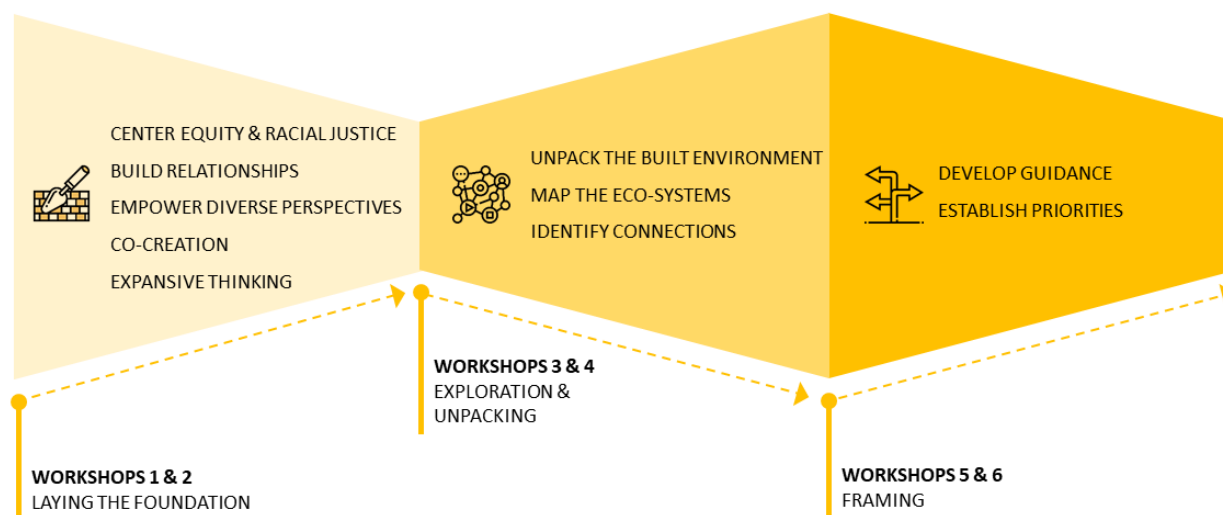 CENTER EQUITY & RACIAL JUSTICE
BUILD RELATIONSHIPS
EMPOWER DIVERSE PERSPECTIVES
CO-CREATION
EXPANSIVE THINKING
UNPACK THE BUILT ENVIRONMENT
MAP THE ECO-SYSTEMS
IDENTIFY CONNECTIONS
DEVELOP GUIDANCE
ESTABLISH PRIORITIES
WORKSHOPS 1 & 2
LAYING THE FOUNDATION
WORKSHOPS 3 & 4
EXPLORATION &
UNPACKING
WORKSHOPS 5 & 6
FRAMING